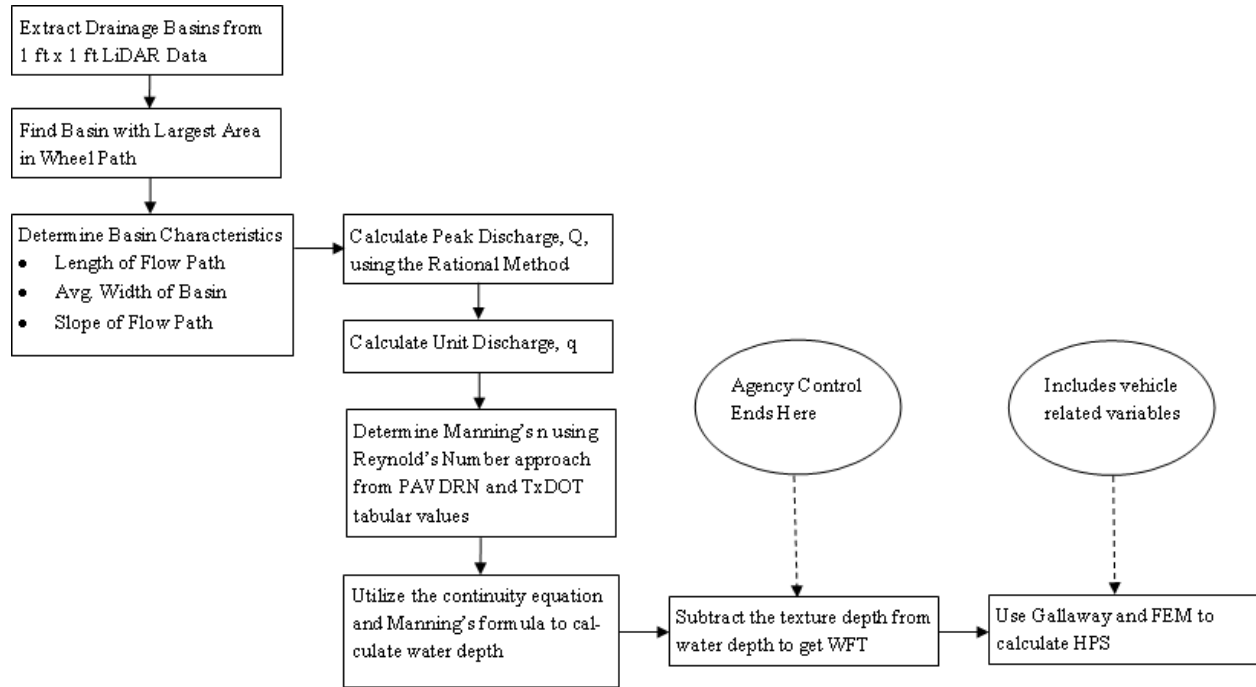 Extract Drainage Basins from
1 ft x 1 ft LiDAR Data
Find Basin with Largest Area
in Wheel Path
Determine Basin Characteristics
• Length of Flow Path
• Avg. Width of Basin
• Slope of Flow Path
Calculate Peak Discharge, Q,
using the Rational Method
Calculate Unit Discharge, q
Determine Manning's n using
Reynold's Number approach
from PAVDRN and TxDOT
tabular values
Utilize the continuity equation
and Manning's formula to cal-
culate water depth
Agency Control
Ends Here
Subtract the texture depth from
water depth to get WFT
Includes vehicle
related variables
Use Gallaway and FEM to
calculate HPS